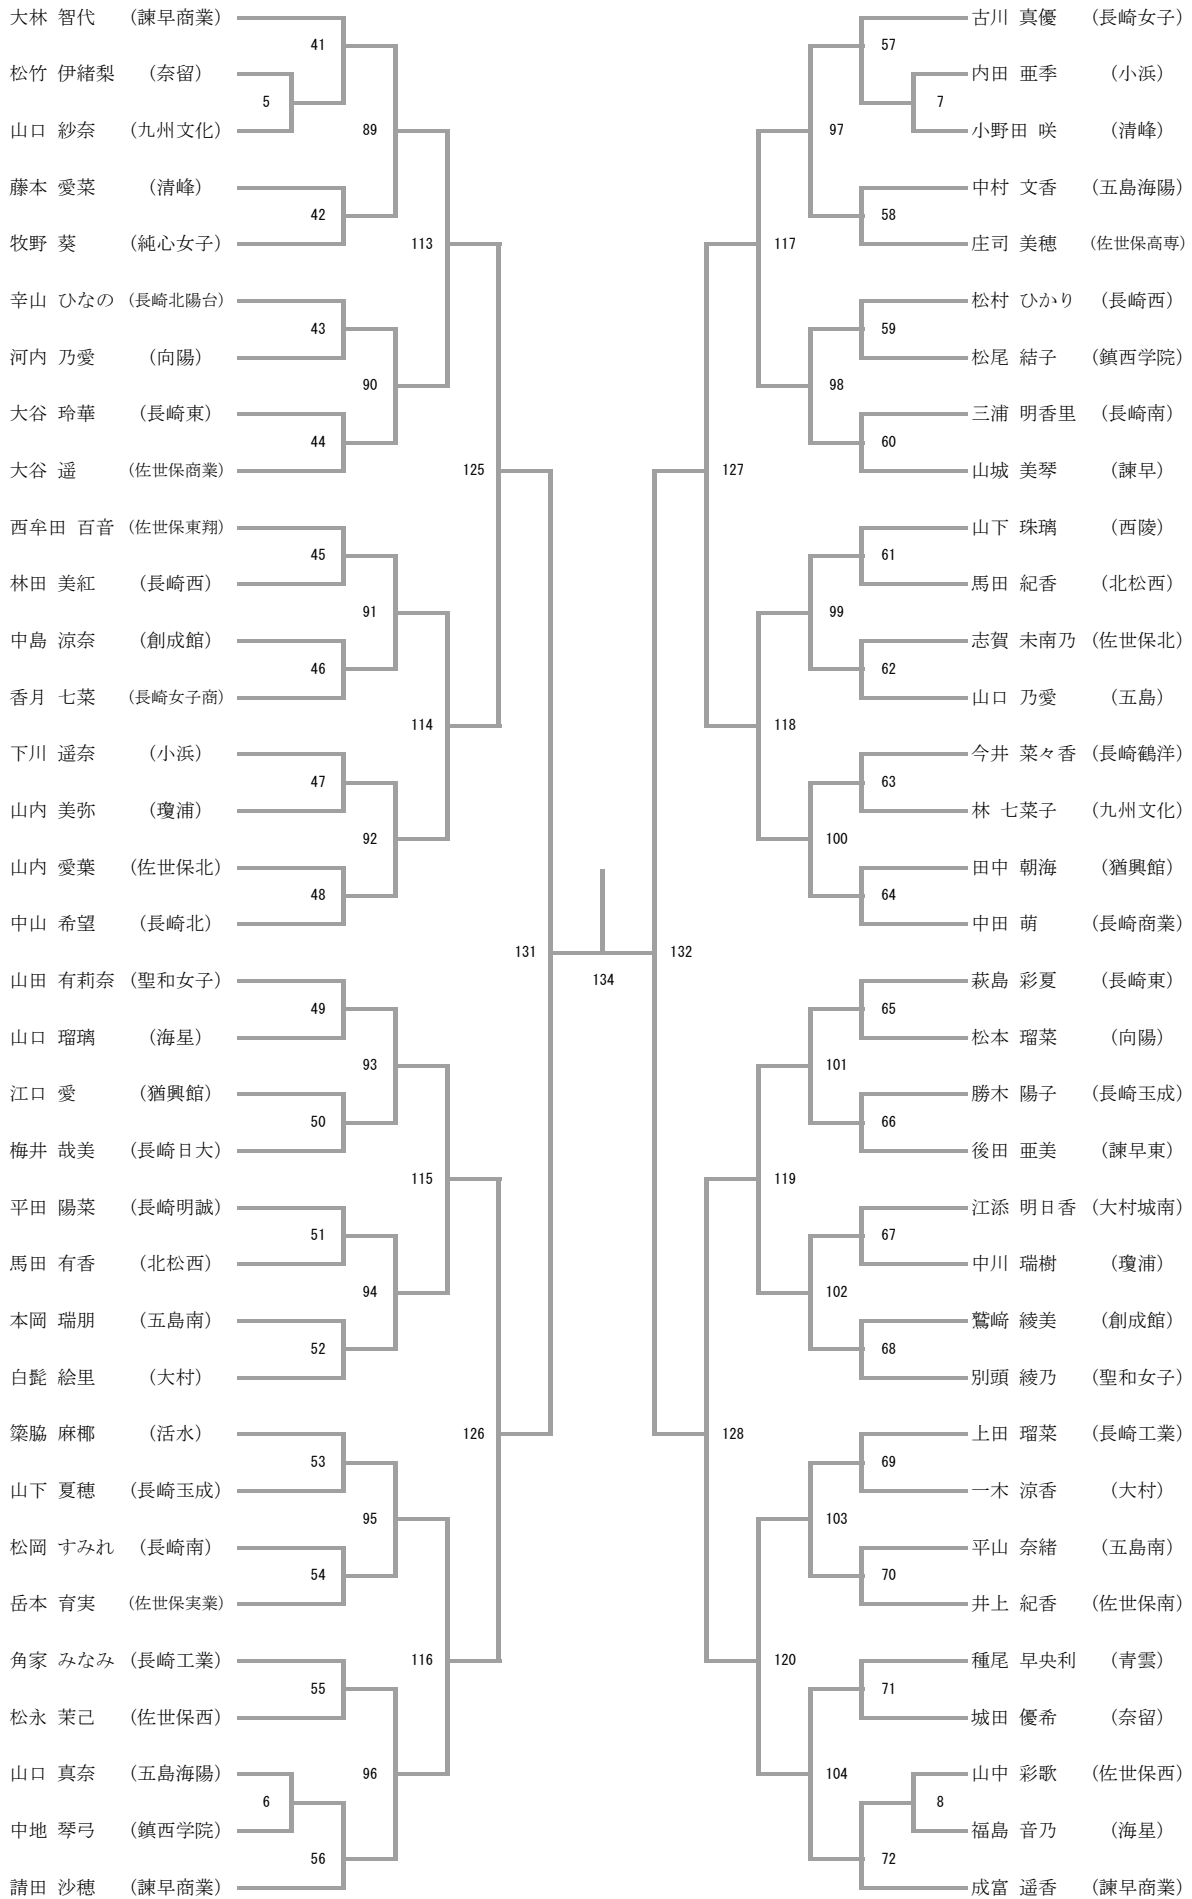 大林 智代 (諫早商業)
41
松竹 伊緒梨 (奈留)
5
山口 紗奈 (九州文化)
89
藤本 愛菜 (清峰)
42
牧野 葵 (純心女子)
113
辛山 ひなの (長崎北陽台)
43
河内 乃愛 (向陽)
90
大谷 玲華 (長崎東)
44
大谷 遥 (佐世保商業)
125
西牟田 百音 (佐世保東翔)
45
林田 美紅 (長崎西)
91
中島 涼奈 (創成館)
46
香月 七菜 (長崎女子商)
114
下川 遥奈 (小浜)
47
山内 美弥 (瓊浦)
92
山内 愛葉 (佐世保北)
48
中山 希望 (長崎北)
131
山田 有莉奈 (聖和女子)
49
山口 瑠璃 (海星)
93
江口 愛 (猶興館)
50
梅井 哉美 (長崎日大)
115
平田 陽菜 (長崎明誠)
51
馬田 有香 (北松西)
94
本岡 瑞朋 (五島南)
52
白髭 絵里 (大村)
簗脇 麻椰 (活水)
126
53
山下 夏穂 (長崎玉成)
95
松岡 すみれ (長崎南)
54
岳本 育実 (佐世保実業)
角家 みなみ (長崎工業)
116
55
松永 茉己 (佐世保西)
山口 真奈 (五島海陽)
96
6
中地 琴弓 (鎮西学院)
56
請田 沙穂 (諫早商業)
134
古川 真優 (長崎女子)
57
内田 亜季 (小浜)
7
小野田 咲 (清峰)
97
中村 文香 (五島海陽)
58
庄司 美穂 (佐世保高専)
117
松村 ひかり (長崎西)
59
松尾 結子 (鎮西学院)
98
三浦 明香里 (長崎南)
60
山城 美琴 (諫早)
127
山下 珠璃 (西陵)
61
馬田 紀香 (北松西)
99
志賀 未南乃 (佐世保北)
62
山口 乃愛 (五島)
118
今井 菜々香 (長崎鶴洋)
63
林 七菜子 (九州文化)
100
田中 朝海 (猶興館)
64
中田 萌 (長崎商業)
132
萩島 彩夏 (長崎東)
65
松本 瑠菜 (向陽)
101
勝木 陽子 (長崎玉成)
66
後田 亜美 (諫早東)
119
江添 明日香 (大村城南)
67
中川 瑞樹 (瓊浦)
102
鷲﨑 綾美 (創成館)
68
別頭 綾乃 (聖和女子)
上田 瑠菜 (長崎工業)
128
69
一木 涼香 (大村)
103
平山 奈緒 (五島南)
70
井上 紀香 (佐世保南)
種尾 早央利 (青雲)
120
71
城田 優希 (奈留)
山中 彩歌 (佐世保西)
104
8
福島 音乃 (海星)
72
成富 遥香 (諫早商業)